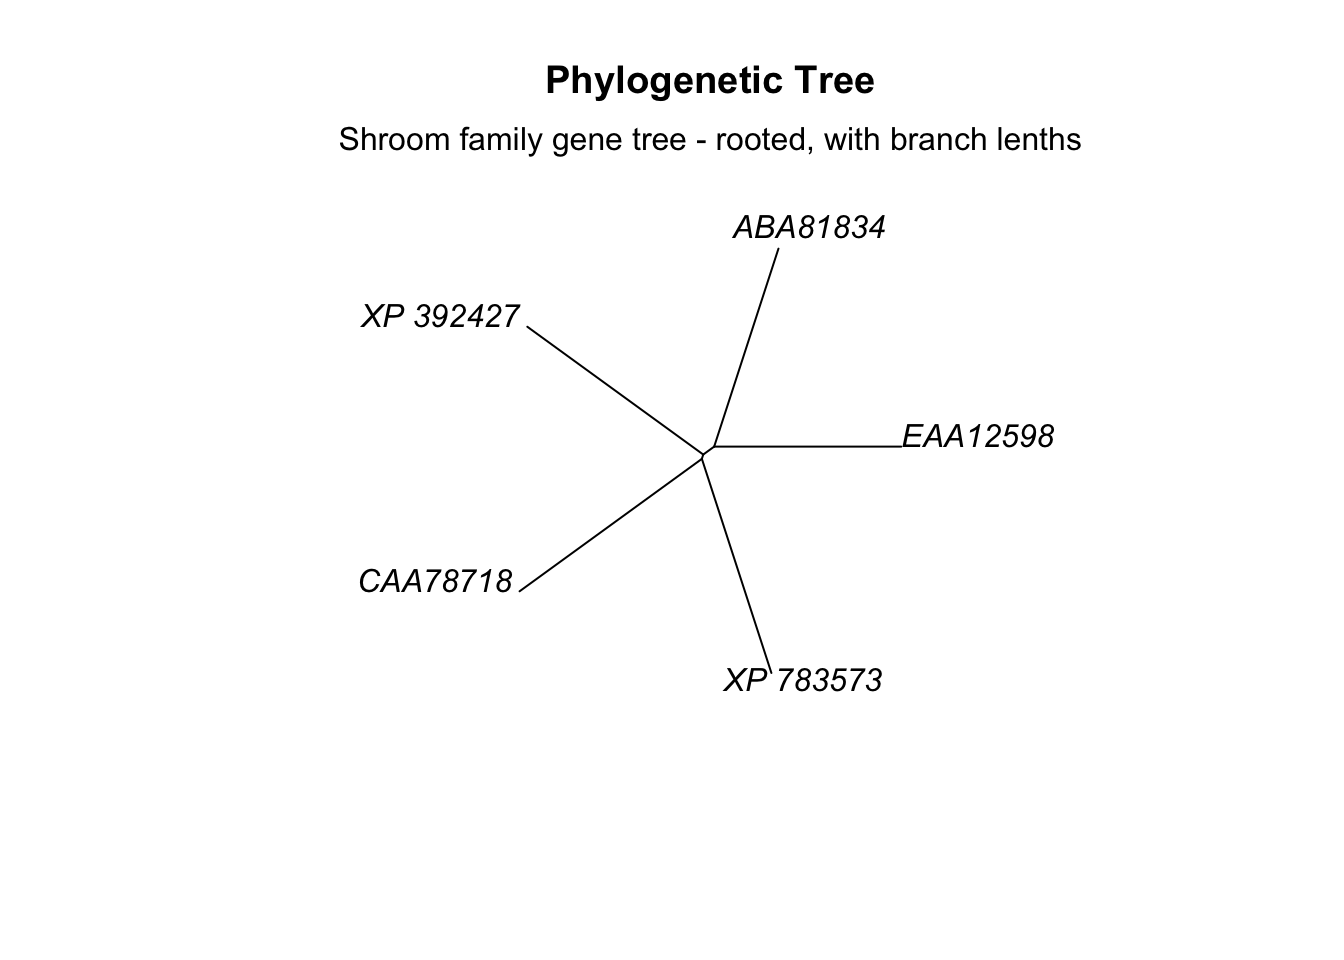 Phylogenetic Tree
Shroom family gene tree - rooted, with branch lenths
ABA81834
XP 392427
EAA12598
CAA78718
XP 783573